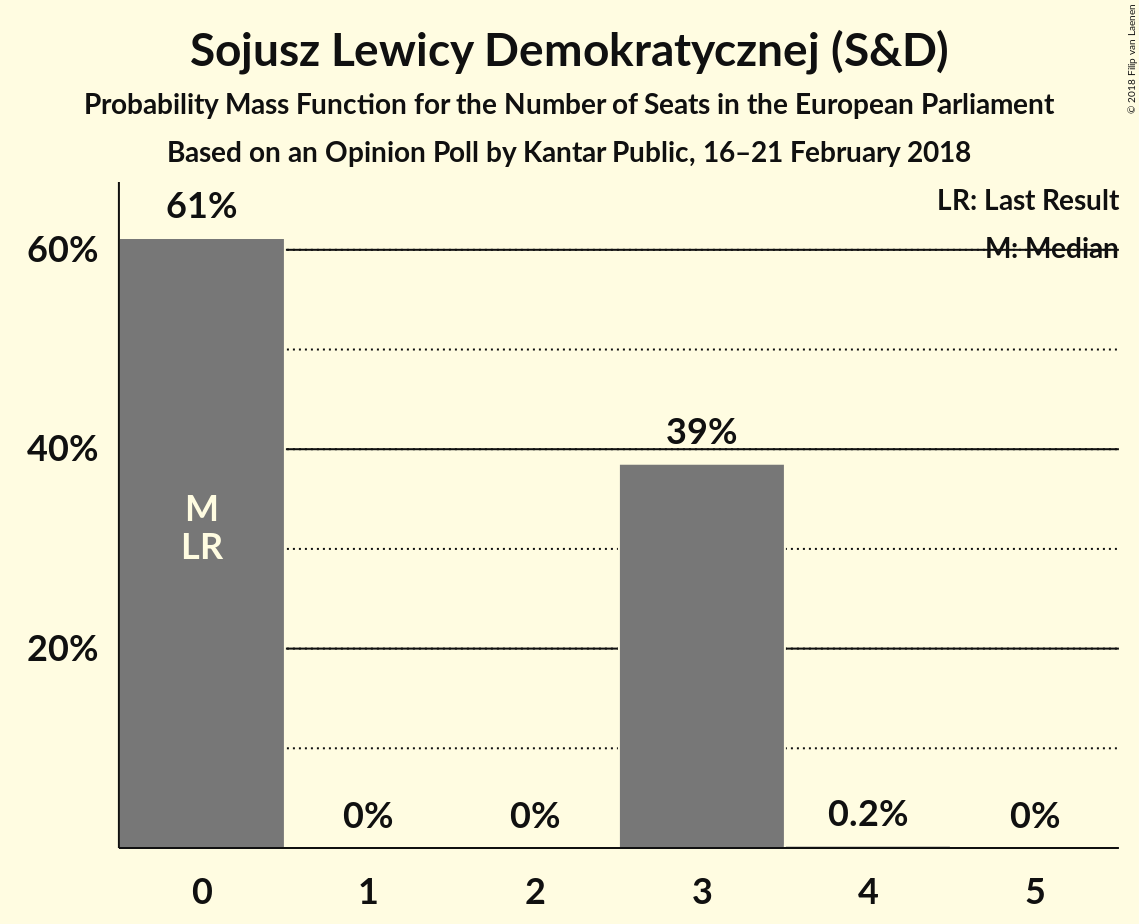 Sojusz Lewicy Demokratycznej (S&D)
Probability Mass Function for the Number of Seats in the European Parliament
Based on an Opinion Poll by Kantar Public, 16–21 February 2018
© 2018 Filip van Laenen
LR: Last Result
M: Median
61%
60%
39%
40%
M
LR
20%
0%
0%
0.2%
0%
0 1 2 3 4 5